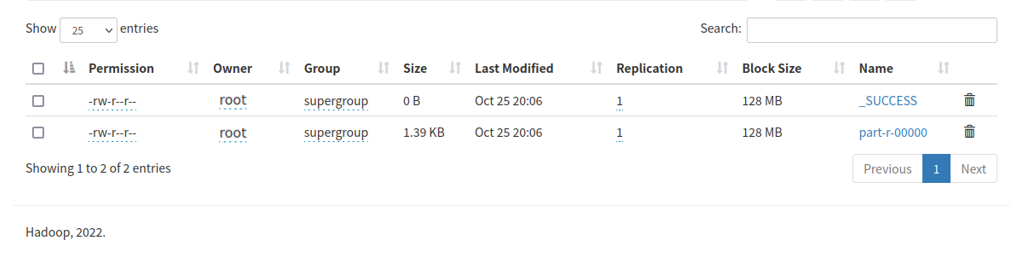 Show 25 entries Search:
Permission Owner Group Size Last Modified Replication Block Size Name
-rw-r--r-- root supergroup 0 B Oct 25 20:06 1 128 MB _SUCCESS
-rw-r--r-- root supergroup 1.39 KB Oct 25 20:06 1 128 MB part-r-00000
Showing 1 to 2 of 2 entries Previous 1 Next
Hadoop, 2022.